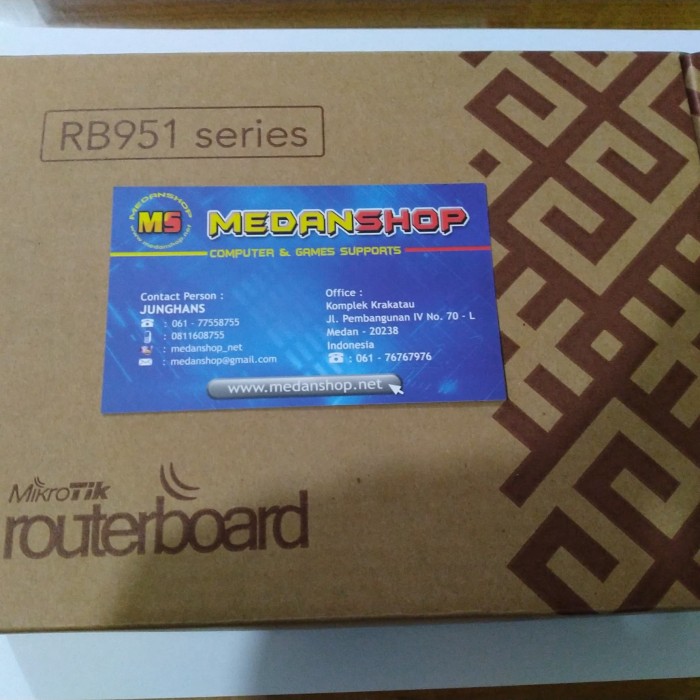 RB951 series
MEDANSHOP
MS
www.medanshop.net
MEDANSHOP
COMPUTER & GAMES SUPPORTS
Contact Person :
JUNGHANS
: 061 - 77558755
: 0811608755
: medanshop_net
: medanshop@gmail.com
Office :
Komplek Krakatau
Jl. Pembangunan IV No. 70 - L
Medan - 20238
Indonesia
: 061 - 76767976
www.medanshop.net
MikroTik
routerboard